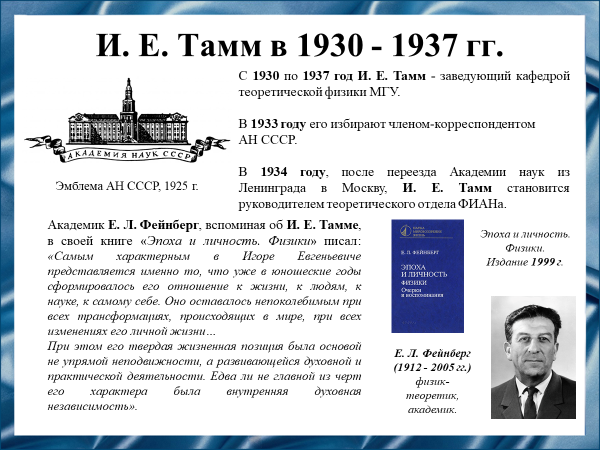 И. Е. Тамм в 1930 - 1937 гг.
С 1930 по 1937 год И. Е. Тамм - заведующий кафедрой
теоретической физики МГУ.
В 1933 году его избирают членом-корреспондентом
АН СССР.
В 1934 году, после переезда Академии наук из
Ленинграда в Москву, И. Е. Тамм становится
руководителем теоретического отдела ФИАНа.
АКАДЕМИЯ НАУК СССР
Эмблема АН СССР, 1925 г.
Академик Е. Л. Фейнберг, вспоминая об И. Е. Тамме,
в своей книге «Эпоха и личность. Физики» писал:
«Самым характерным в Игоре Евгеньевиче
представляется именно то, что уже в юношеские годы
сформировалось его отношение к жизни, к людям, к
науке, к самому себе. Оно оставалось непоколебимым при
всех трансформациях, происходящих в мире, при всех
изменениях его личной жизни…
При этом его твердая жизненная позиция была основой
не упрямой неподвижности, а развивающейся духовной и
практической деятельности. Едва ли не главной из черт
его характера была внутренняя духовная
независимость».
Е. Л. ФЕЙНБЕРГ
ЭПОХА
И ЛИЧНОСТЬ
ФИЗИКИ
Очерки
и воспоминания
Эпоха и личность.
Физики.
Издание 1999 г.
Е. Л. Фейнберг
(1912 - 2005 гг.)
физик-
теоретик,
академик.